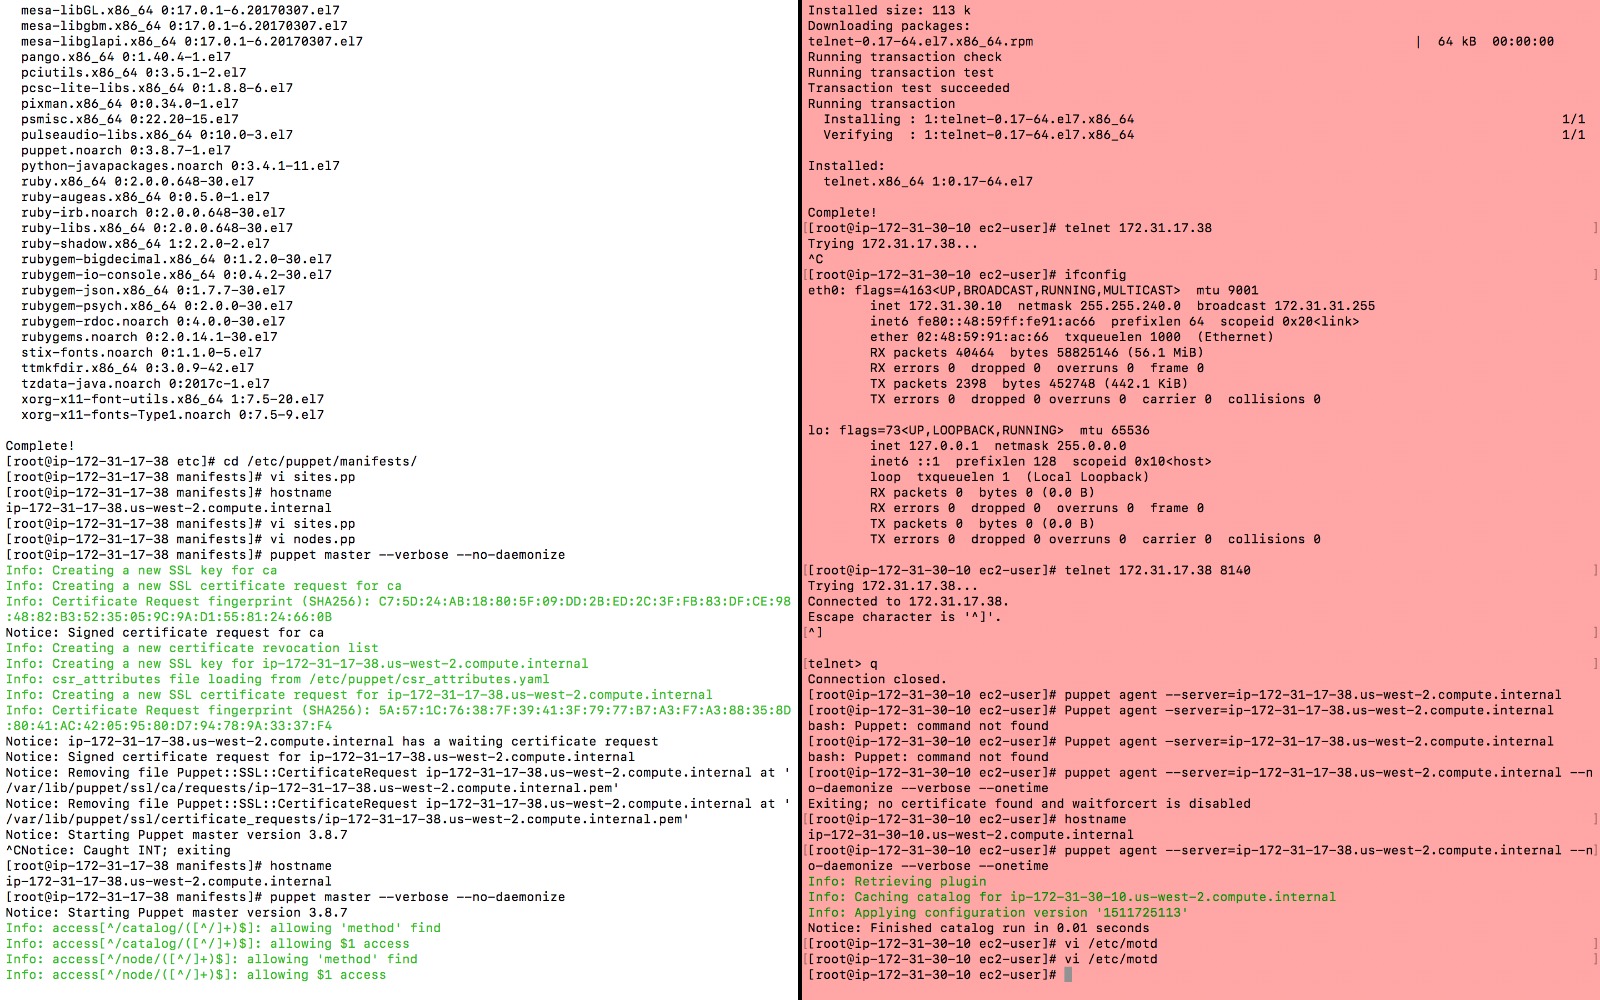 mesa-libGL.x86_64 0:17.0.1-6.20170307.el7
mesa-libgbm.x86_64 0:17.0.1-6.20170307.el7
mesa-libglapi.x86_64 0:17.0.1-6.20170307.el7
pango.x86_64 0:1.40.4-1.el7
pciutils.x86_64 0:3.5.1-2.el7
pcsc-lite-libs.x86_64 0:1.8.8-6.el7
pixman.x86_64 0:0.34.0-1.el7
psmisc.x86_64 0:22.20-15.el7
pulseaudio-libs.x86_64 0:10.0-3.el7
puppet.noarch 0:3.8.7-1.el7
python-javapackages.noarch 0:3.4.1-11.el7
ruby.x86_64 0:2.0.0.648-30.el7
ruby-augeas.x86_64 0:0.5.0-1.el7
ruby-irb.noarch 0:2.0.0.648-30.el7
ruby-libs.x86_64 0:2.0.0.648-30.el7
ruby-shadow.x86_64 1:2.2.0-2.el7
rubygem-bigdecimal.x86_64 0:1.2.0-30.el7
rubygem-io-console.x86_64 0:0.4.2-30.el7
rubygem-json.x86_64 0:1.7.7-30.el7
rubygem-psych.x86_64 0:2.0.0-30.el7
rubygem-rdoc.noarch 0:4.0.0-30.el7
rubygems.noarch 0:2.0.14.1-30.el7
stix-fonts.noarch 0:1.1.0-5.el7
ttmkfdir.x86_64 0:3.0.9-42.el7
tzdata-java.noarch 0:2017c-1.el7
xorg-x11-font-utils.x86_64 1:7.5-20.el7
xorg-x11-fonts-Type1.noarch 0:7.5-9.el7
Complete!
[root@ip-172-31-17-38 etc]# cd /etc/puppet/manifests/
[root@ip-172-31-17-38 manifests]# vi sites.pp
[root@ip-172-31-17-38 manifests]# hostname
ip-172-31-17-38.us-west-2.compute.internal
[root@ip-172-31-17-38 manifests]# vi sites.pp
[root@ip-172-31-17-38 manifests]# vi nodes.pp
[root@ip-172-31-17-38 manifests]# puppet master --verbose --no-daemonize
Info: Creating a new SSL key for ca
Info: Creating a new SSL certificate request for ca
Info: Certificate Request fingerprint (SHA256): C7:5D:24:AB:18:80:5F:09:DD:2B:ED:2C:3F:FB:83:DF:CE:98
:48:82:B3:52:35:05:9C:9A:D1:55:81:24:66:0B
Notice: Signed certificate request for ca
Info: Creating a new certificate revocation list
Info: Creating a new SSL key for ip-172-31-17-38.us-west-2.compute.internal
Info: csr_attributes file loading from /etc/puppet/csr_attributes.yaml
Info: Creating a new SSL certificate request for ip-172-31-17-38.us-west-2.compute.internal
Info: Certificate Request fingerprint (SHA256): 5A:57:1C:76:38:7F:39:41:3F:79:77:B7:A3:F7:A3:88:35:8D
:80:41:AC:42:05:95:80:D7:94:78:9A:33:37:F4
Notice: ip-172-31-17-38.us-west-2.compute.internal has a waiting certificate request
Notice: Signed certificate request for ip-172-31-17-38.us-west-2.compute.internal
Notice: Removing file Puppet::SSL::CertificateRequest ip-172-31-17-38.us-west-2.compute.internal at '
/var/lib/puppet/ssl/ca/requests/ip-172-31-17-38.us-west-2.compute.internal.pem'
Notice: Removing file Puppet::SSL::CertificateRequest ip-172-31-17-38.us-west-2.compute.internal at '
/var/lib/puppet/ssl/certificate_requests/ip-172-31-17-38.us-west-2.compute.internal.pem'
Notice: Starting Puppet master version 3.8.7
^CNotice: Caught INT; exiting
[root@ip-172-31-17-38 manifests]# hostname
ip-172-31-17-38.us-west-2.compute.internal
[root@ip-172-31-17-38 manifests]# puppet master --verbose --no-daemonize
Notice: Starting Puppet master version 3.8.7
Info: access[^/catalog/([^/]+)$]: allowing 'method' find
Info: access[^/catalog/([^/]+)$]: allowing $1 access
Info: access[^/node/([^/]+)$]: allowing 'method' find
Info: access[^/node/([^/]+)$]: allowing $1 access
Installed size: 113 k
Downloading packages:
telnet-0.17-64.el7.x86_64.rpm | 64 kB 00:00:00
Running transaction check
Running transaction test
Transaction test succeeded
Running transaction
Installing : 1:telnet-0.17-64.el7.x86_64 1/1
Verifying : 1:telnet-0.17-64.el7.x86_64 1/1
Installed:
telnet.x86_64 1:0.17-64.el7
Complete!
[[root@ip-172-31-30-10 ec2-user]# telnet 172.31.17.38 ]
Trying 172.31.17.38...
^C
[[root@ip-172-31-30-10 ec2-user]# ifconfig ]
eth0: flags=4163<UP,BROADCAST,RUNNING,MULTICAST> mtu 9001
inet 172.31.30.10 netmask 255.255.240.0 broadcast 172.31.31.255
inet6 fe80::48:59ff:fe91:ac66 prefixlen 64 scopeid 0x20<link>
ether 02:48:59:91:ac:66 txqueuelen 1000 (Ethernet)
RX packets 40464 bytes 58825146 (56.1 MiB)
RX errors 0 dropped 0 overruns 0 frame 0
TX packets 2398 bytes 452748 (442.1 KiB)
TX errors 0 dropped 0 overruns 0 carrier 0 collisions 0
lo: flags=73<UP,LOOPBACK,RUNNING> mtu 65536
inet 127.0.0.1 netmask 255.0.0.0
inet6 ::1 prefixlen 128 scopeid 0x10<host>
loop txqueuelen 1 (Local Loopback)
RX packets 0 bytes 0 (0.0 B)
RX errors 0 dropped 0 overruns 0 frame 0
TX packets 0 bytes 0 (0.0 B)
TX errors 0 dropped 0 overruns 0 carrier 0 collisions 0
[[root@ip-172-31-30-10 ec2-user]# telnet 172.31.17.38 8140 ]
Trying 172.31.17.38...
Connected to 172.31.17.38.
Escape character is '^]'.
[^] ]
[telnet> q ]
Connection closed.
[[root@ip-172-31-30-10 ec2-user]# puppet agent --server=ip-172-31-17-38.us-west-2.compute.internal ]
[[root@ip-172-31-30-10 ec2-user]# Puppet agent -server=ip-172-31-17-38.us-west-2.compute.internal ]
bash: Puppet: command not found
[[root@ip-172-31-30-10 ec2-user]# Puppet agent -server=ip-172-31-17-38.us-west-2.compute.internal ]
bash: Puppet: command not found
[[root@ip-172-31-30-10 ec2-user]# puppet agent --server=ip-172-31-17-38.us-west-2.compute.internal --n]
o-daemonize --verbose --onetime
Exiting; no certificate found and waitforcert is disabled
[[root@ip-172-31-30-10 ec2-user]# hostname ]
ip-172-31-30-10.us-west-2.compute.internal
[[root@ip-172-31-30-10 ec2-user]# puppet agent --server=ip-172-31-17-38.us-west-2.compute.internal --n]
o-daemonize --verbose --onetime
Info: Retrieving plugin
Info: Caching catalog for ip-172-31-30-10.us-west-2.compute.internal
Info: Applying configuration version '1511725113'
Notice: Finished catalog run in 0.01 seconds
[[root@ip-172-31-30-10 ec2-user]# vi /etc/motd ]
[[root@ip-172-31-30-10 ec2-user]# vi /etc/motd ]
[root@ip-172-31-30-10 ec2-user]#